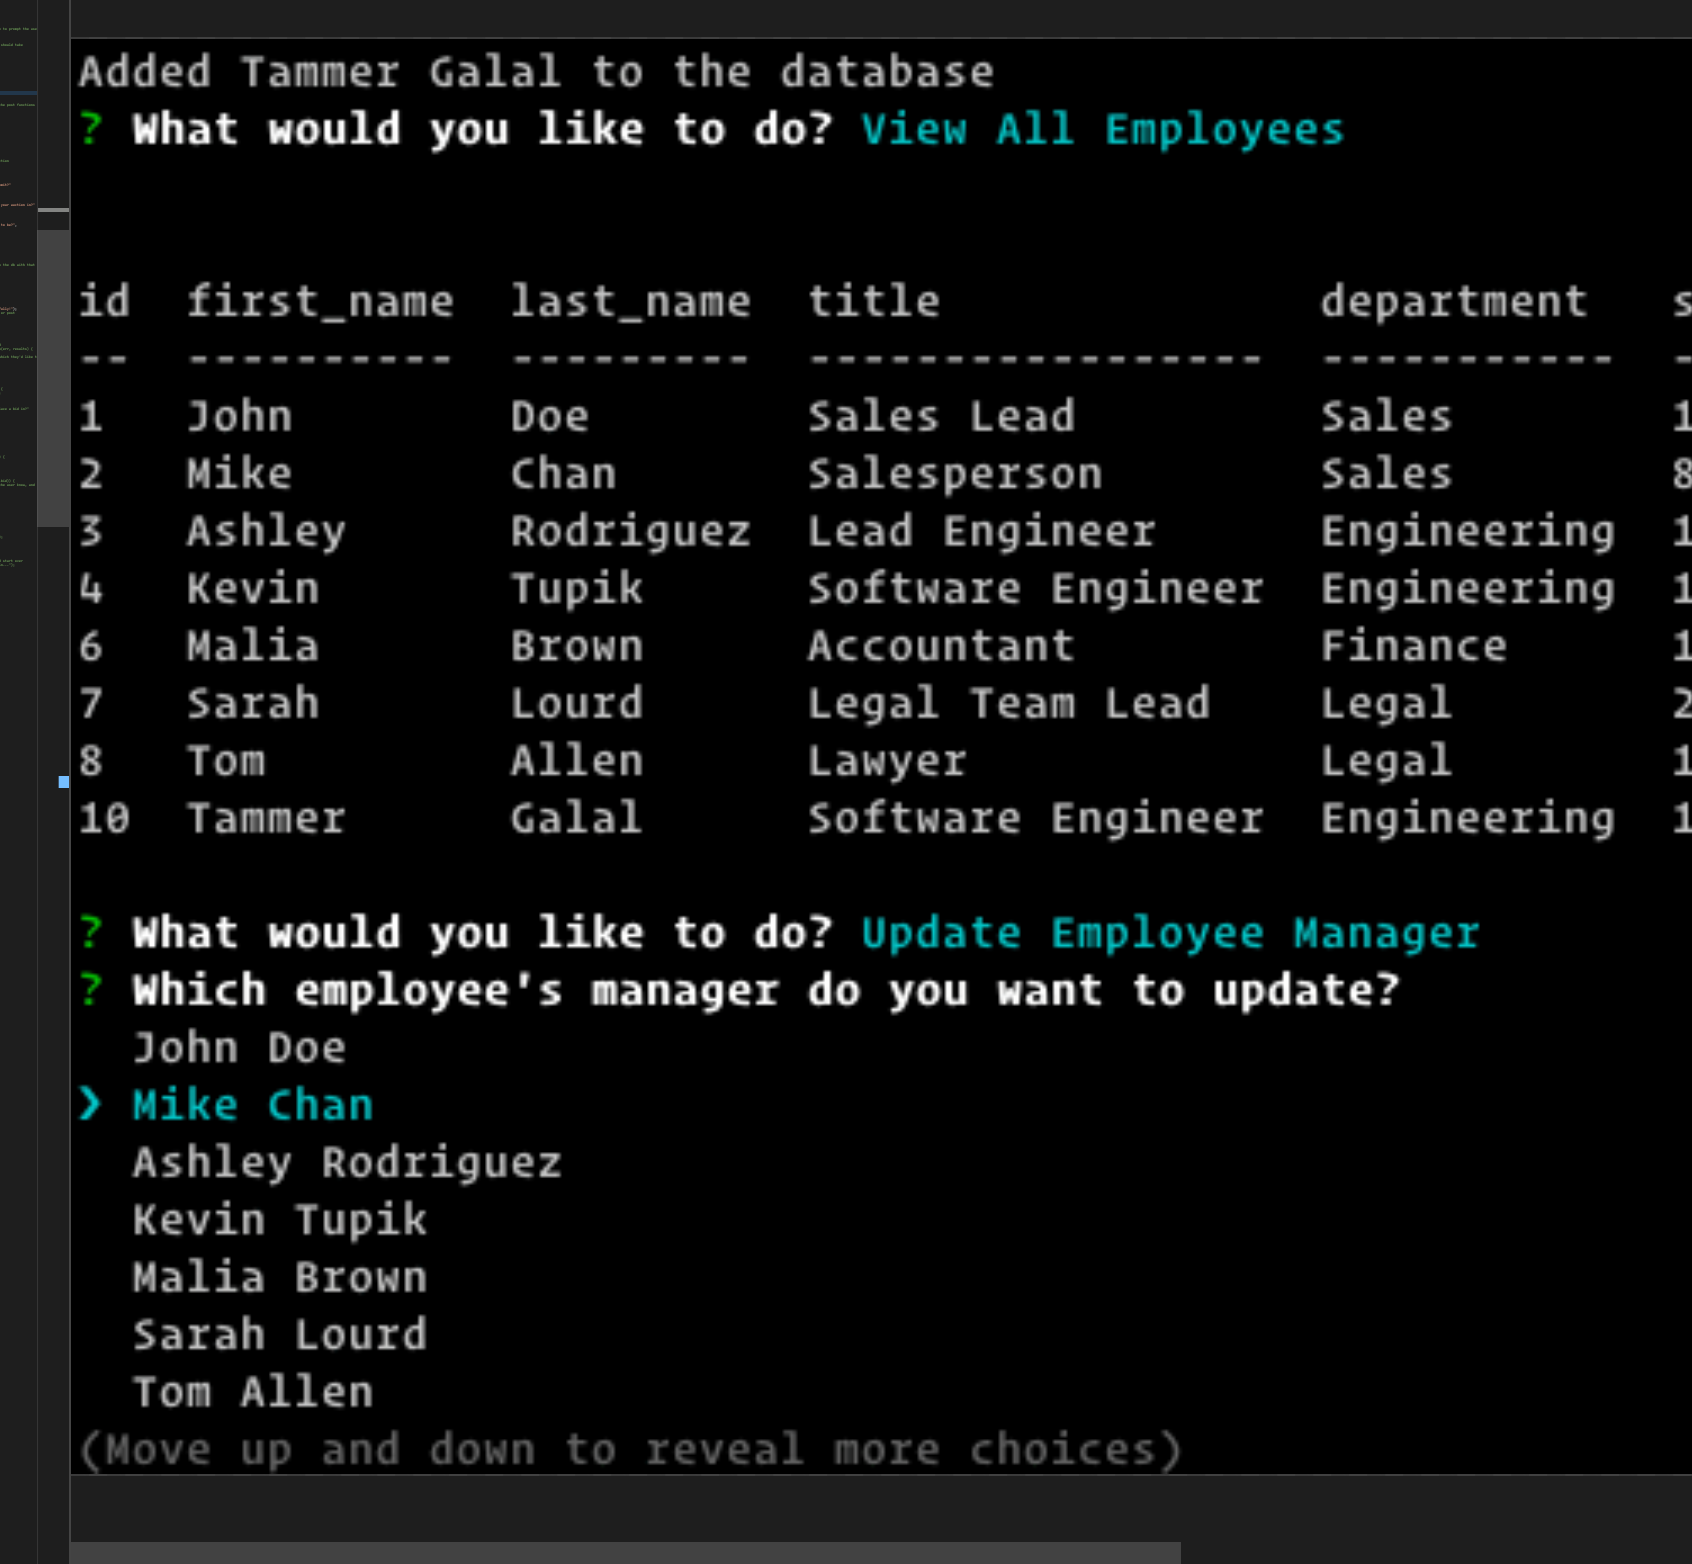 Added Tammer Galal to the database
? What would you like to do? View All Employees
id  first_name  last_name  title              department   s
--  ----------  ---------  -----------------  -----------  -
1   John        Doe        Sales Lead         Sales        1
2   Mike        Chan       Salesperson        Sales        8
3   Ashley      Rodriguez  Lead Engineer      Engineering  1
4   Kevin       Tupik      Software Engineer  Engineering  1
6   Malia       Brown      Accountant         Finance      1
7   Sarah       Lourd      Legal Team Lead    Legal        2
8   Tom         Allen      Lawyer             Legal        1
10  Tammer      Galal      Software Engineer  Engineering  1
? What would you like to do? Update Employee Manager
? Which employee's manager do you want to update?
John Doe
❯ Mike Chan
Ashley Rodriguez
Kevin Tupik
Malia Brown
Sarah Lourd
Tom Allen
(Move up and down to reveal more choices)